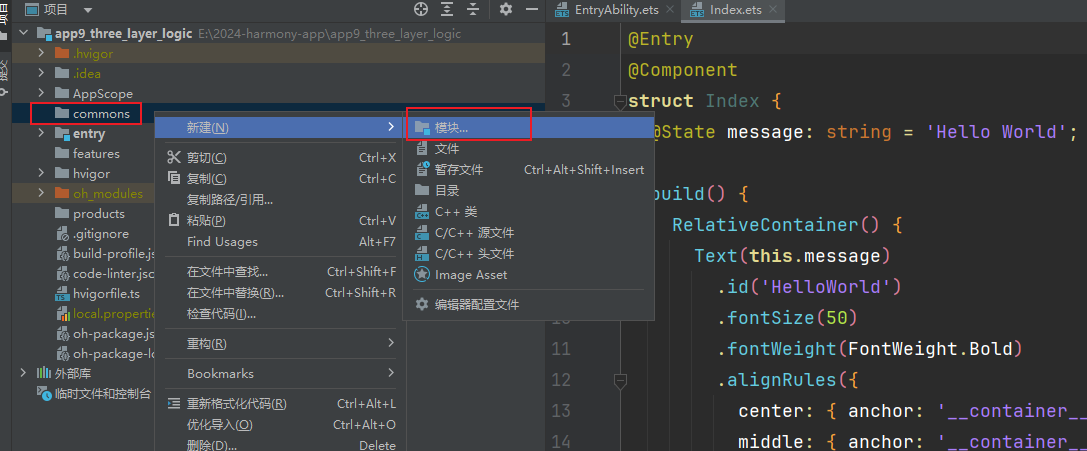 项目
项目
提交
app9_three_layer_logic E:\2024-harmony-app\app9_three_layer_logic
.hvigor
.idea
AppScope
commons
entry
features
hvigor
oh_modules
products
.gitignore
build-profile.js
code-linter.jsc
hvigorfile.ts
local.propertie
oh-package.js
oh-package-lo
外部库
临时文件和控制台
新建(N)
剪切(C) Ctrl+X
复制(C) Ctrl+C
复制路径/引用...
粘贴(P) Ctrl+V
Find Usages Alt+F7
在文件中查找... Ctrl+Shift+F
在文件中替换(R)... Ctrl+Shift+R
检查代码(I)...
重构(R)
Bookmarks
重新格式化代码(R) Ctrl+Alt+L
优化导入(O) Ctrl+Alt+O
删除(D)... Delete
模块...
文件
暂存文件 Ctrl+Alt+Shift+Insert
目录
C++ 类
C/C++ 源文件
C/C++ 头文件
Image Asset
编辑器配置文件
EntryAbility.ets Index.ets
1 @Entry
2 @Component
3 struct Index {
@State message: string = 'Hello World';
build() {
RelativeContainer() {
Text(this.message)
.id('HelloWorld')
.fontSize(50)
11 .fontWeight(FontWeight.Bold)
12 .alignRules({
13 center: { anchor: '__container__
14 middle: { anchor: '__container__